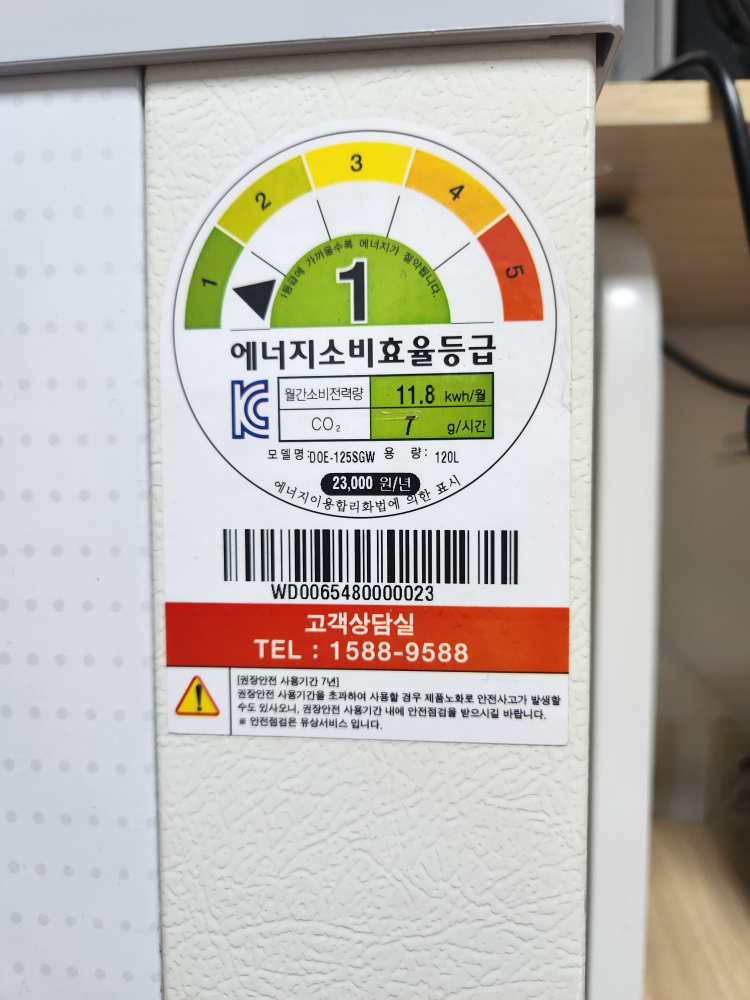 1 2 3 4 5
1등급에 가까울수록 에너지가 절약됩니다.
1
에너지소비효율등급
월간소비전력량 11.8 kwh/월
CO₂ 7 g/시간
모델명:DOE-125SGW 용 량: 120L
23,000 원/년
에너지이용합리화법에 의한 표시
WD0065480000023
고객상담실
TEL : 1588-9588
[권장안전 사용기간 7년]
권장안전 사용기간을 초과하여 사용할 경우 제품노화로 안전사고가 발생할
수도 있사오니, 권장안전 사용기간 내에 안전점검을 받으시길 바랍니다.
※ 안전점검은 유상서비스 입니다.